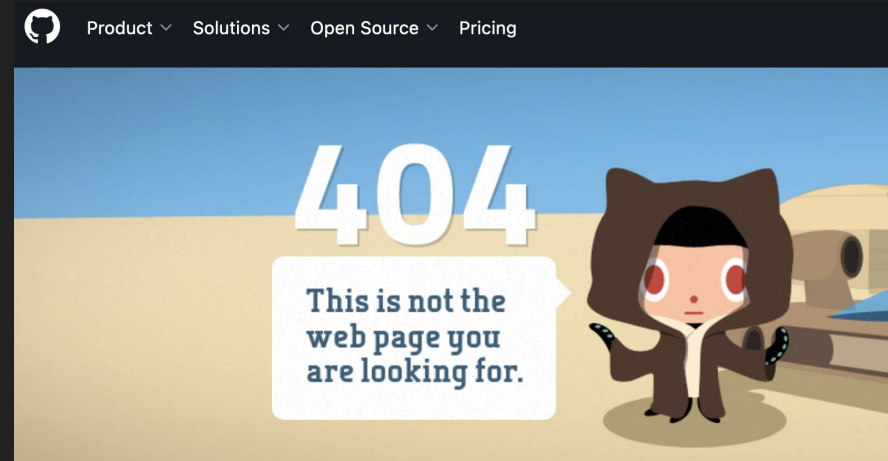 Product Solutions Open Source Pricing
404
This is not the
web page you
are looking for.